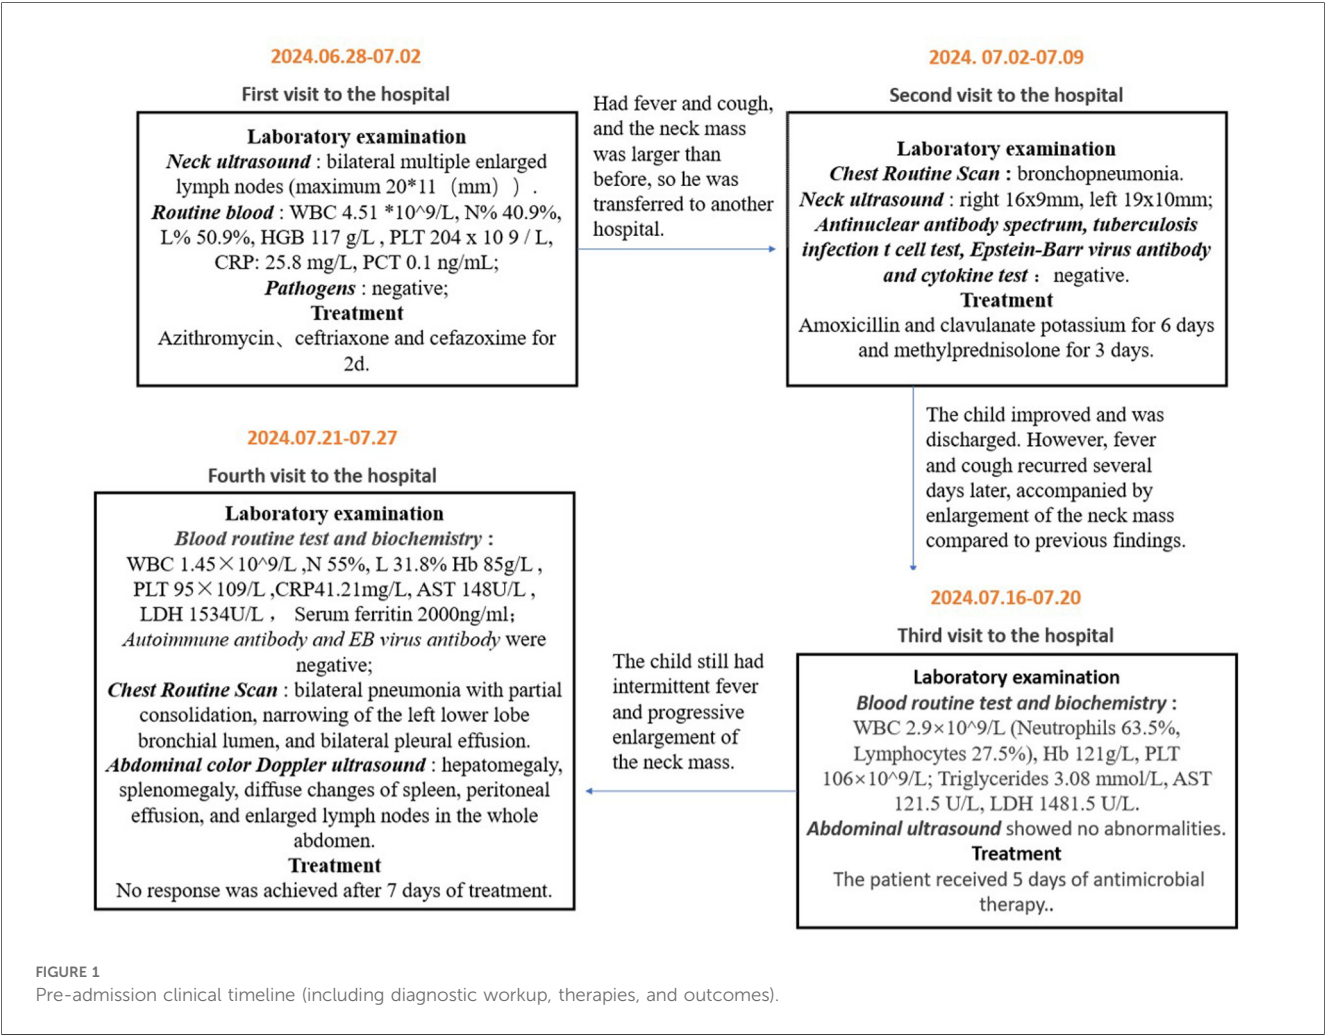 2024.06.28-07.02
First visit to the hospital
Laboratory examination
Neck ultrasound : bilateral multiple enlarged
lymph nodes (maximum 20*11（mm））.
Routine blood : WBC 4.51 *10^9/L, N% 40.9%,
L% 50.9%, HGB 117 g/L , PLT 204 x 10 9 / L,
CRP: 25.8 mg/L, PCT 0.1 ng/mL;
Pathogens : negative;
Treatment
Azithromycin、ceftriaxone and cefazoxime for
2d.
Had fever and cough,
and the neck mass
was larger than
before, so he was
transferred to another
hospital.
2024. 07.02-07.09
Second visit to the hospital
Laboratory examination
Chest Routine Scan : bronchopneumonia.
Neck ultrasound : right 16x9mm, left 19x10mm;
Antinuclear antibody spectrum, tuberculosis
infection t cell test, Epstein-Barr virus antibody
and cytokine test： negative.
Treatment
Amoxicillin and clavulanate potassium for 6 days
and methylprednisolone for 3 days.
The child improved and was
discharged. However, fever
and cough recurred several
days later, accompanied by
enlargement of the neck mass
compared to previous findings.
2024.07.16-07.20
Third visit to the hospital
Laboratory examination
Blood routine test and biochemistry :
WBC 2.9×10^9/L (Neutrophils 63.5%,
Lymphocytes 27.5%), Hb 121g/L, PLT
106×10^9/L; Triglycerides 3.08 mmol/L, AST
121.5 U/L, LDH 1481.5 U/L.
Abdominal ultrasound showed no abnormalities.
Treatment
The patient received 5 days of antimicrobial
therapy..
The child still had
intermittent fever
and progressive
enlargement of
the neck mass.
2024.07.21-07.27
Fourth visit to the hospital
Laboratory examination
Blood routine test and biochemistry :
WBC 1.45×10^9/L ,N 55%, L 31.8% Hb 85g/L ,
PLT 95×109/L ,CRP41.21mg/L, AST 148U/L ,
LDH 1534U/L ， Serum ferritin 2000ng/ml；
Autoimmune antibody and EB virus antibody were
negative;
Chest Routine Scan : bilateral pneumonia with partial
consolidation, narrowing of the left lower lobe
bronchial lumen, and bilateral pleural effusion.
Abdominal color Doppler ultrasound : hepatomegaly,
splenomegaly, diffuse changes of spleen, peritoneal
effusion, and enlarged lymph nodes in the whole
abdomen.
Treatment
No response was achieved after 7 days of treatment.
FIGURE 1
Pre-admission clinical timeline (including diagnostic workup, therapies, and outcomes).